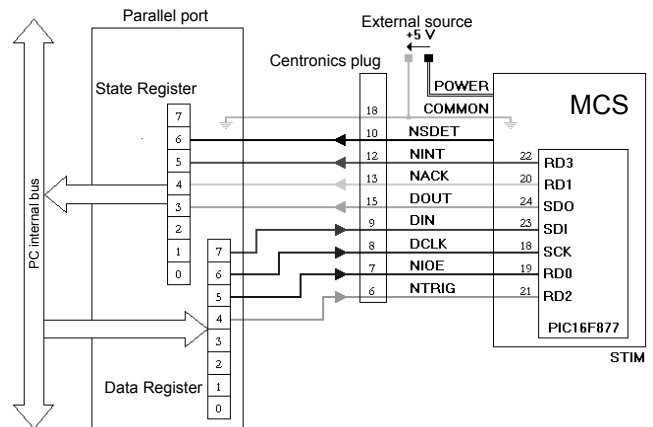 Parallel port
External source
+5 V
Centronics plug
State Register
7
6
5
4
3
2
1
0
PC internal bus
7
6
5
4
3
2
1
0
Data Register
18
10
12
13
15
9
8
7
6
POWER
COMMON
NSDET
NINT
NACK
DOUT
DIN
DCLK
NIOE
NTRIG
MCS
22 RD3
20 RD1
24 SDO
23 SDI
18 SCK
19 RD0
21 RD2
PIC16F877
STIM